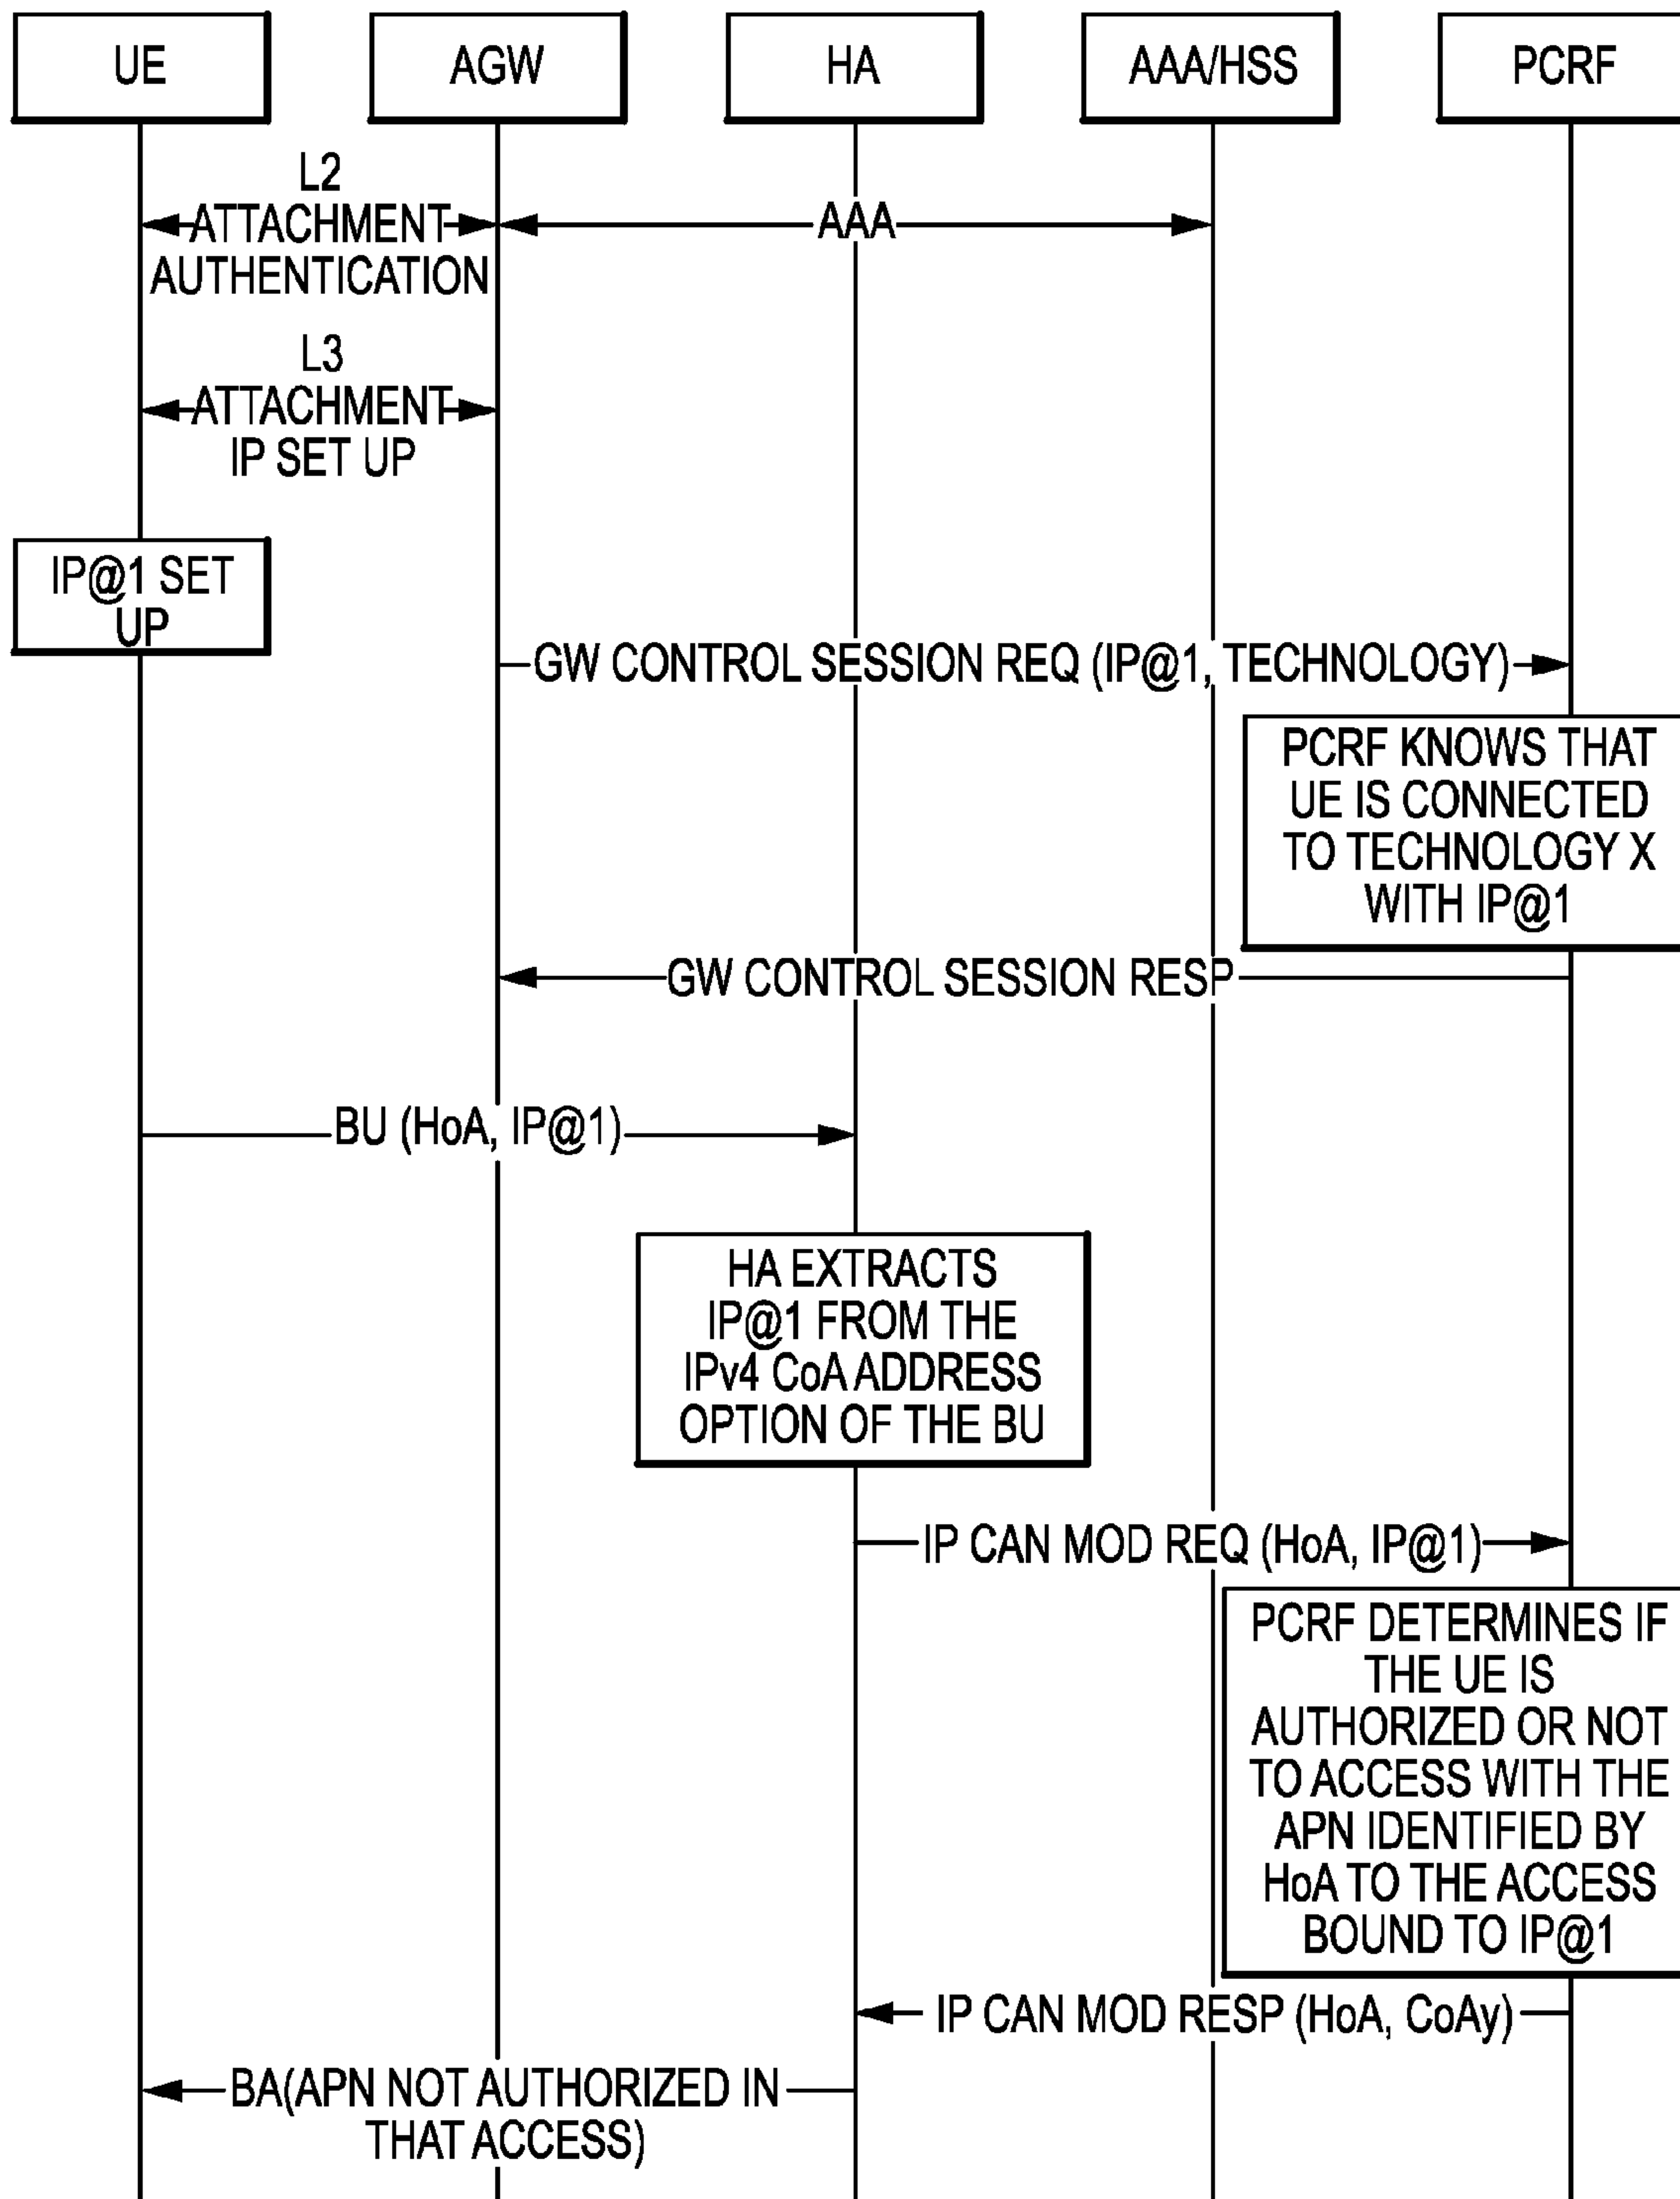 UE
AGW
HA
AAA/HSS
PCRF
L2
ATTACHMENT
AUTHENTICATION
AAA
L3
ATTACHMENT
IP SET UP
IP@1 SET
UP
GW CONTROL SESSION REQ (IP@1, TECHNOLOGY)
PCRF KNOWS THAT
UE IS CONNECTED
TO TECHNOLOGY X
WITH IP@1
GW CONTROL SESSION RESP
BU (HoA, IP@1)
HA EXTRACTS
IP@1 FROM THE
IPv4 CoA ADDRESS
OPTION OF THE BU
IP CAN MOD REQ (HoA, IP@1)
PCRF DETERMINES IF
THE UE IS
AUTHORIZED OR NOT
TO ACCESS WITH THE
APN IDENTIFIED BY
HoA TO THE ACCESS
BOUND TO IP@1
IP CAN MOD RESP (HoA, CoAy)
BA(APN NOT AUTHORIZED IN
THAT ACCESS)